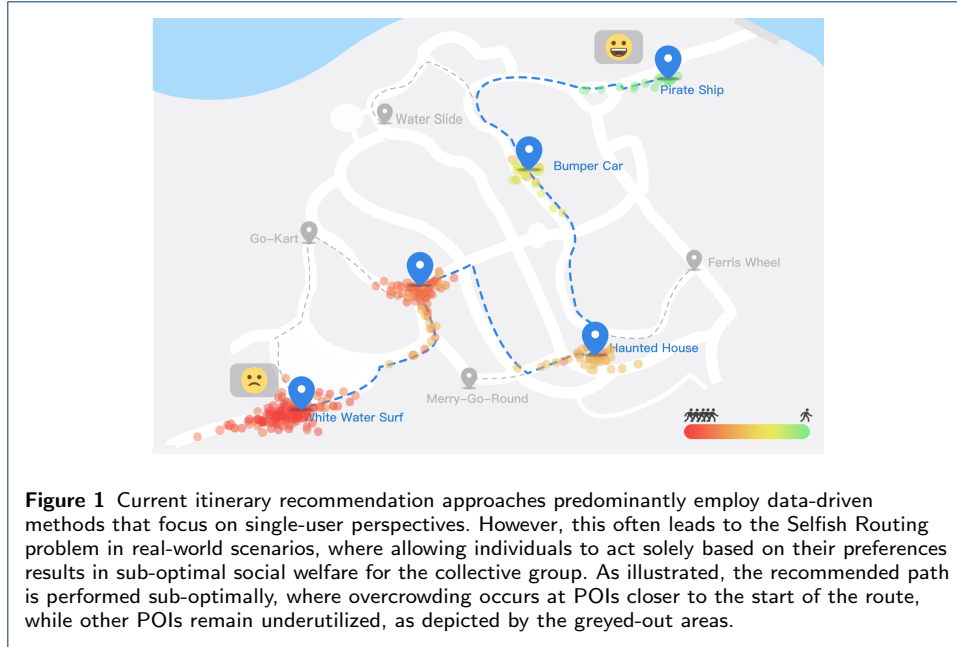 Pirate Ship
Water Slide
Bumper Car
Go-Kart
Ferris Wheel
Haunted House
Merry-Go-Round
White Water Surf
Figure 1 Current itinerary recommendation approaches predominantly employ data-driven
methods that focus on single-user perspectives. However, this often leads to the Selfish Routing
problem in real-world scenarios, where allowing individuals to act solely based on their preferences
results in sub-optimal social welfare for the collective group. As illustrated, the recommended path
is performed sub-optimally, where overcrowding occurs at POIs closer to the start of the route,
while other POIs remain underutilized, as depicted by the greyed-out areas.